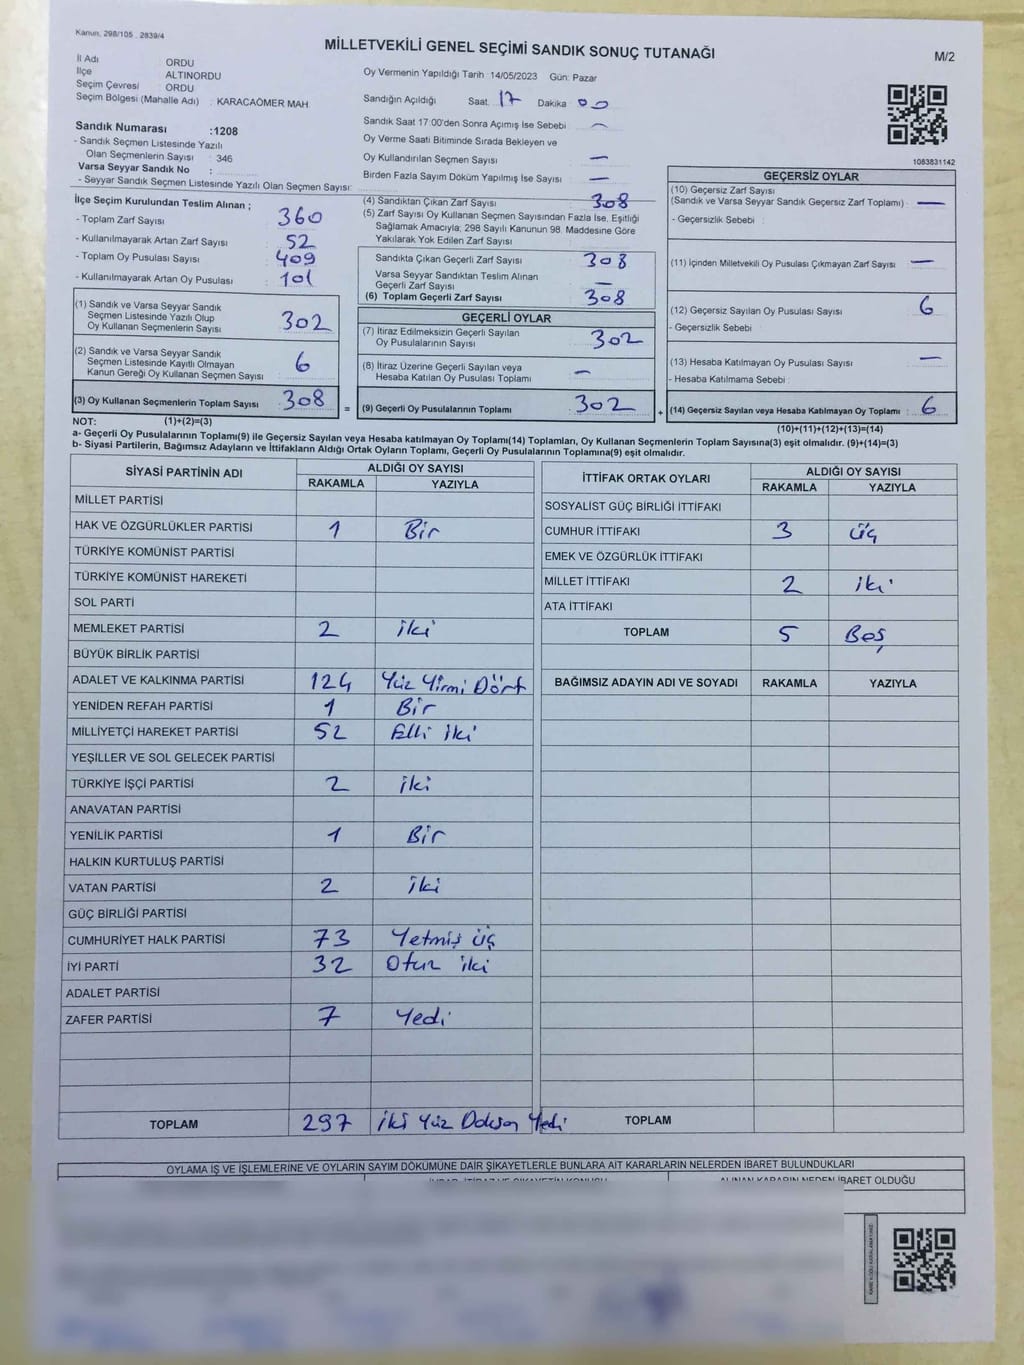 Kanun, 298/105 . 2839/4
MİLLETVEKİLİ GENEL SEÇİMİ SANDIK SONUÇ TUTANAĞI
M/2
İl Adı : ORDU
İlçe ALTINORDU
Seçim Çevresi : ORDU
Seçim Bölgesi (Mahalle Adı) : KARACAÖMER MAH
Oy Vermenin Yapıldığı Tarih 14/05/2023 Gün: Pazar
Sandığın Açıldığı Saat 17 Dakika 00
Sandık Saat 17:00'den Sonra Açımış İse Sebebi —
Oy Verme Saati Bitiminde Sırada Bekleyen ve
Oy Kullandırılan Seçmen Sayısı —
Birden Fazla Sayım Döküm Yapılmış İse Sayısı —
1083831142
Sandık Numarası :1208
- Sandık Seçmen Listesinde Yazılı
Olan Seçmenlerin Sayısı : 346
Varsa Seyyar Sandık No :
- Seyyar Sandık Seçmen Listesinde Yazılı Olan Seçmen Sayısı:
İlçe Seçim Kurulundan Teslim Alınan ;
- Toplam Zarf Sayısı : 360
- Kullanılmayarak Artan Zarf Sayısı : 52
- Toplam Oy Pusulası Sayısı : 409
- Kullanılmayarak Artan Oy Pusulası : 101
(1) Sandık ve Varsa Seyyar Sandık
Seçmen Listesinde Yazılı Olup
Oy Kullanan Seçmenlerin Sayısı 302
(2) Sandık ve Varsa Seyyar Sandık
Seçmen Listesinde Kayıtlı Olmayan
Kanun Gereği Oy Kullanan Seçmen Sayısı 6
(3) Oy Kullanan Seçmenlerin Toplam Sayısı 308
(1)+(2)=(3)
(4) Sandıktan Çıkan Zarf Sayısı 308
(5) Zarf Sayısı Oy Kullanan Seçmen Sayısından Fazla İse, Eşitliği
Sağlamak Amacıyla; 298 Sayılı Kanunun 98. Maddesine Göre
Yakılarak Yok Edilen Zarf Sayısı
Sandıkta Çıkan Geçerli Zarf Sayısı 308
Varsa Seyyar Sandıktan Teslim Alınan
Geçerli Zarf Sayısı —
(6) Toplam Geçerli Zarf Sayısı 308
GEÇERLİ OYLAR
(7) İtiraz Edilmeksizin Geçerli Sayılan
Oy Pusulalarının Sayısı 302
(8) İtiraz Üzerine Geçerli Sayılan veya
Hesaba Katılan Oy Pusulası Toplamı —
= (9) Geçerli Oy Pusulalarının Toplamı 302 +
GEÇERSİZ OYLAR
(10) Geçersiz Zarf Sayısı
(Sandık ve Varsa Seyyar Sandık Geçersiz Zarf Toplamı) : —
- Geçersizlik Sebebi :
(11) İçinden Milletvekili Oy Pusulası Çıkmayan Zarf Sayısı —
(12) Geçersiz Sayılan Oy Pusulası Sayısı 6
- Geçersizlik Sebebi
(13) Hesaba Katılmayan Oy Pusulası Sayısı —
- Hesaba Katılmama Sebebi :
(14) Geçersiz Sayılan veya Hesaba Katılmayan Oy Toplamı : 6
(10)+(11)+(12)+(13)=(14)
NOT:
a- Geçerli Oy Pusulalarının Toplamı(9) ile Geçersiz Sayılan veya Hesaba katılmayan Oy Toplamı(14) Toplamları, Oy Kullanan Seçmenlerin Toplam Sayısına(3) eşit olmalıdır. (9)+(14)=(3)
b- Siyasi Partilerin, Bağımsız Adayların ve İttifakların Aldığı Ortak Oyların Toplamı, Geçerli Oy Pusulalarının Toplamına(9) eşit olmalıdır.
SİYASİ PARTİNİN ADI ALDIĞI OY SAYISI
RAKAMLA YAZIYLA
MİLLET PARTİSİ
HAK VE ÖZGÜRLÜKLER PARTİSİ 1 Bir
TÜRKİYE KOMÜNİST PARTİSİ
TÜRKİYE KOMÜNİST HAREKETİ
SOL PARTİ
MEMLEKET PARTİSİ 2 iki
BÜYÜK BİRLİK PARTİSİ
ADALET VE KALKINMA PARTİSİ 124 Yüz Yirmi Dört
YENİDEN REFAH PARTİSİ 1 Bir
MİLLİYETÇİ HAREKET PARTİSİ 52 Elli iki
YEŞİLLER VE SOL GELECEK PARTİSİ
TÜRKİYE İŞÇİ PARTİSİ 2 iki
ANAVATAN PARTİSİ
YENİLİK PARTİSİ 1 Bir
HALKIN KURTULUŞ PARTİSİ
VATAN PARTİSİ 2 iki
GÜÇ BİRLİĞİ PARTİSİ
CUMHURİYET HALK PARTİSİ 73 Yetmiş üç
İYİ PARTİ 32 Otuz iki
ADALET PARTİSİ
ZAFER PARTİSİ 7 Yedi
TOPLAM 297 iki Yüz Doksan Yedi
İTTİFAK ORTAK OYLARI ALDIĞI OY SAYISI
RAKAMLA YAZIYLA
SOSYALİST GÜÇ BİRLİĞİ İTTİFAKI
CUMHUR İTTİFAKI 3 üç
EMEK VE ÖZGÜRLÜK İTTİFAKI
MİLLET İTTİFAKI 2 iki
ATA İTTİFAKI
TOPLAM 5 Beş
BAĞIMSIZ ADAYIN ADI VE SOYADI RAKAMLA YAZIYLA
TOPLAM
OYLAMA İŞ VE İŞLEMLERİNE VE OYLARIN SAYIM DÖKÜMÜNE DAİR ŞİKAYETLERLE BUNLARA AİT KARARLARIN NELERDEN İBARET BULUNDUKLARI
ALINAN KARARIN NEDEN İBARET OLDUĞU